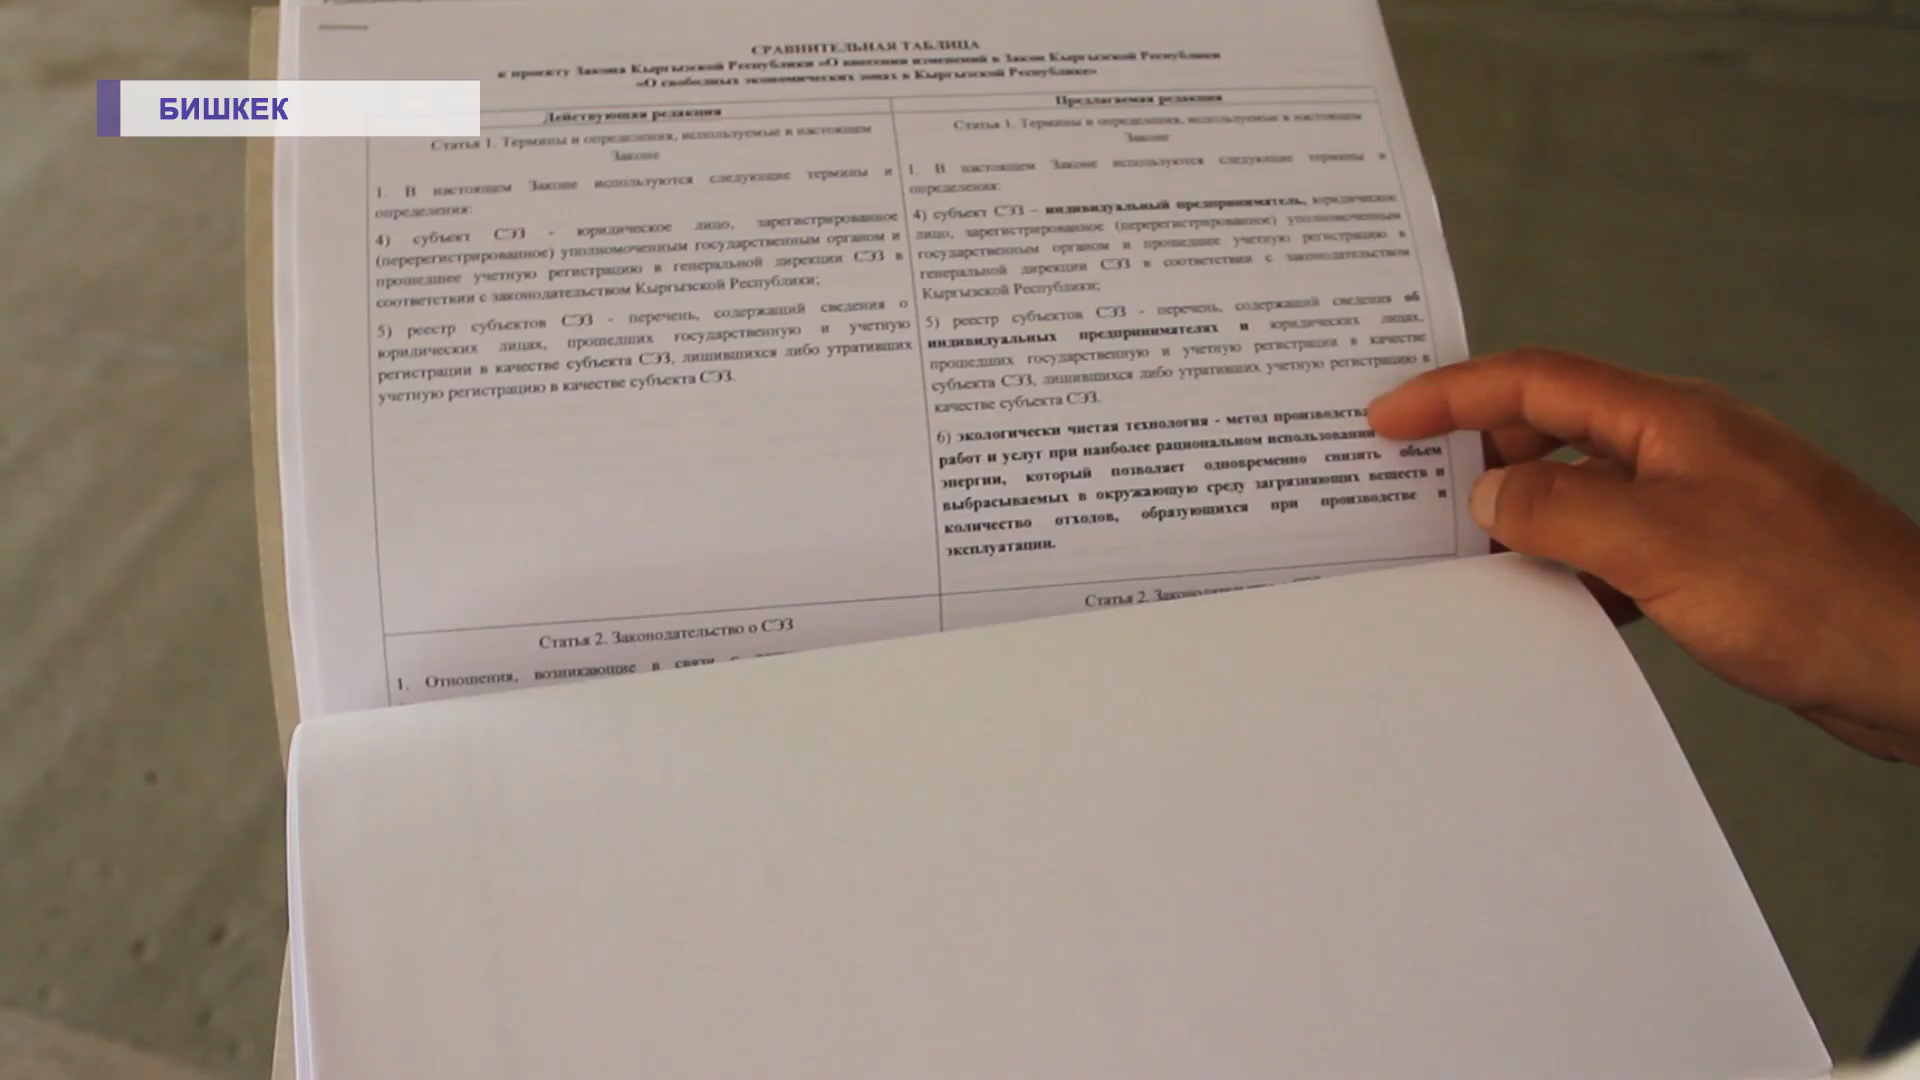 БИШКЕК
СРАВНИТЕЛЬНАЯ ТАБЛИЦА
к проекту Закона Кыргызской Республики «О внесении изменений в Закон Кыргызской Республики
«О свободных экономических зонах в Кыргызской Республике»
Действующая редакция
Статья 1. Термины и определения, используемые в настоящем
Законе
1. В настоящем Законе используются следующие термины и
определения:
4) субъект СЭЗ - юридическое лицо, зарегистрированное
(перерегистрированное) уполномоченным государственным органом и
прошедшее учетную регистрацию в генеральной дирекции СЭЗ в
соответствии с законодательством Кыргызской Республики;
5) реестр субъектов СЭЗ - перечень, содержащий сведения о
юридических лицах, прошедших государственную и учетную
регистрации в качестве субъекта СЭЗ, лишившихся либо утративших
учетную регистрацию в качестве субъекта СЭЗ.
Статья 2. Законодательство о СЭЗ
1. Отношения, возникающие в связи с
Предлагаемая редакция
Статья 1. Термины и определения, используемые в настоящем
Законе
1. В настоящем Законе используются следующие термины и
определения:
4) субъект СЭЗ – индивидуальный предприниматель, юридическое
лицо, зарегистрированное (перерегистрированное) уполномоченным
государственным органом и прошедшее учетную регистрацию в
генеральной дирекции СЭЗ в соответствии с законодательством
Кыргызской Республики;
5) реестр субъектов СЭЗ - перечень, содержащий сведения об
индивидуальных предпринимателях и юридических лицах,
прошедших государственную и учетную регистрации в качестве
субъекта СЭЗ, лишившихся либо утративших учетную регистрацию в
качестве субъекта СЭЗ.
6) экологически чистая технология - метод производства
работ и услуг при наиболее рациональном использовании
энергии, который позволяет одновременно снизить объем
выбрасываемых в окружающую среду загрязняющих веществ и
количество отходов, образующихся при производстве и
эксплуатации.
Статья 2.